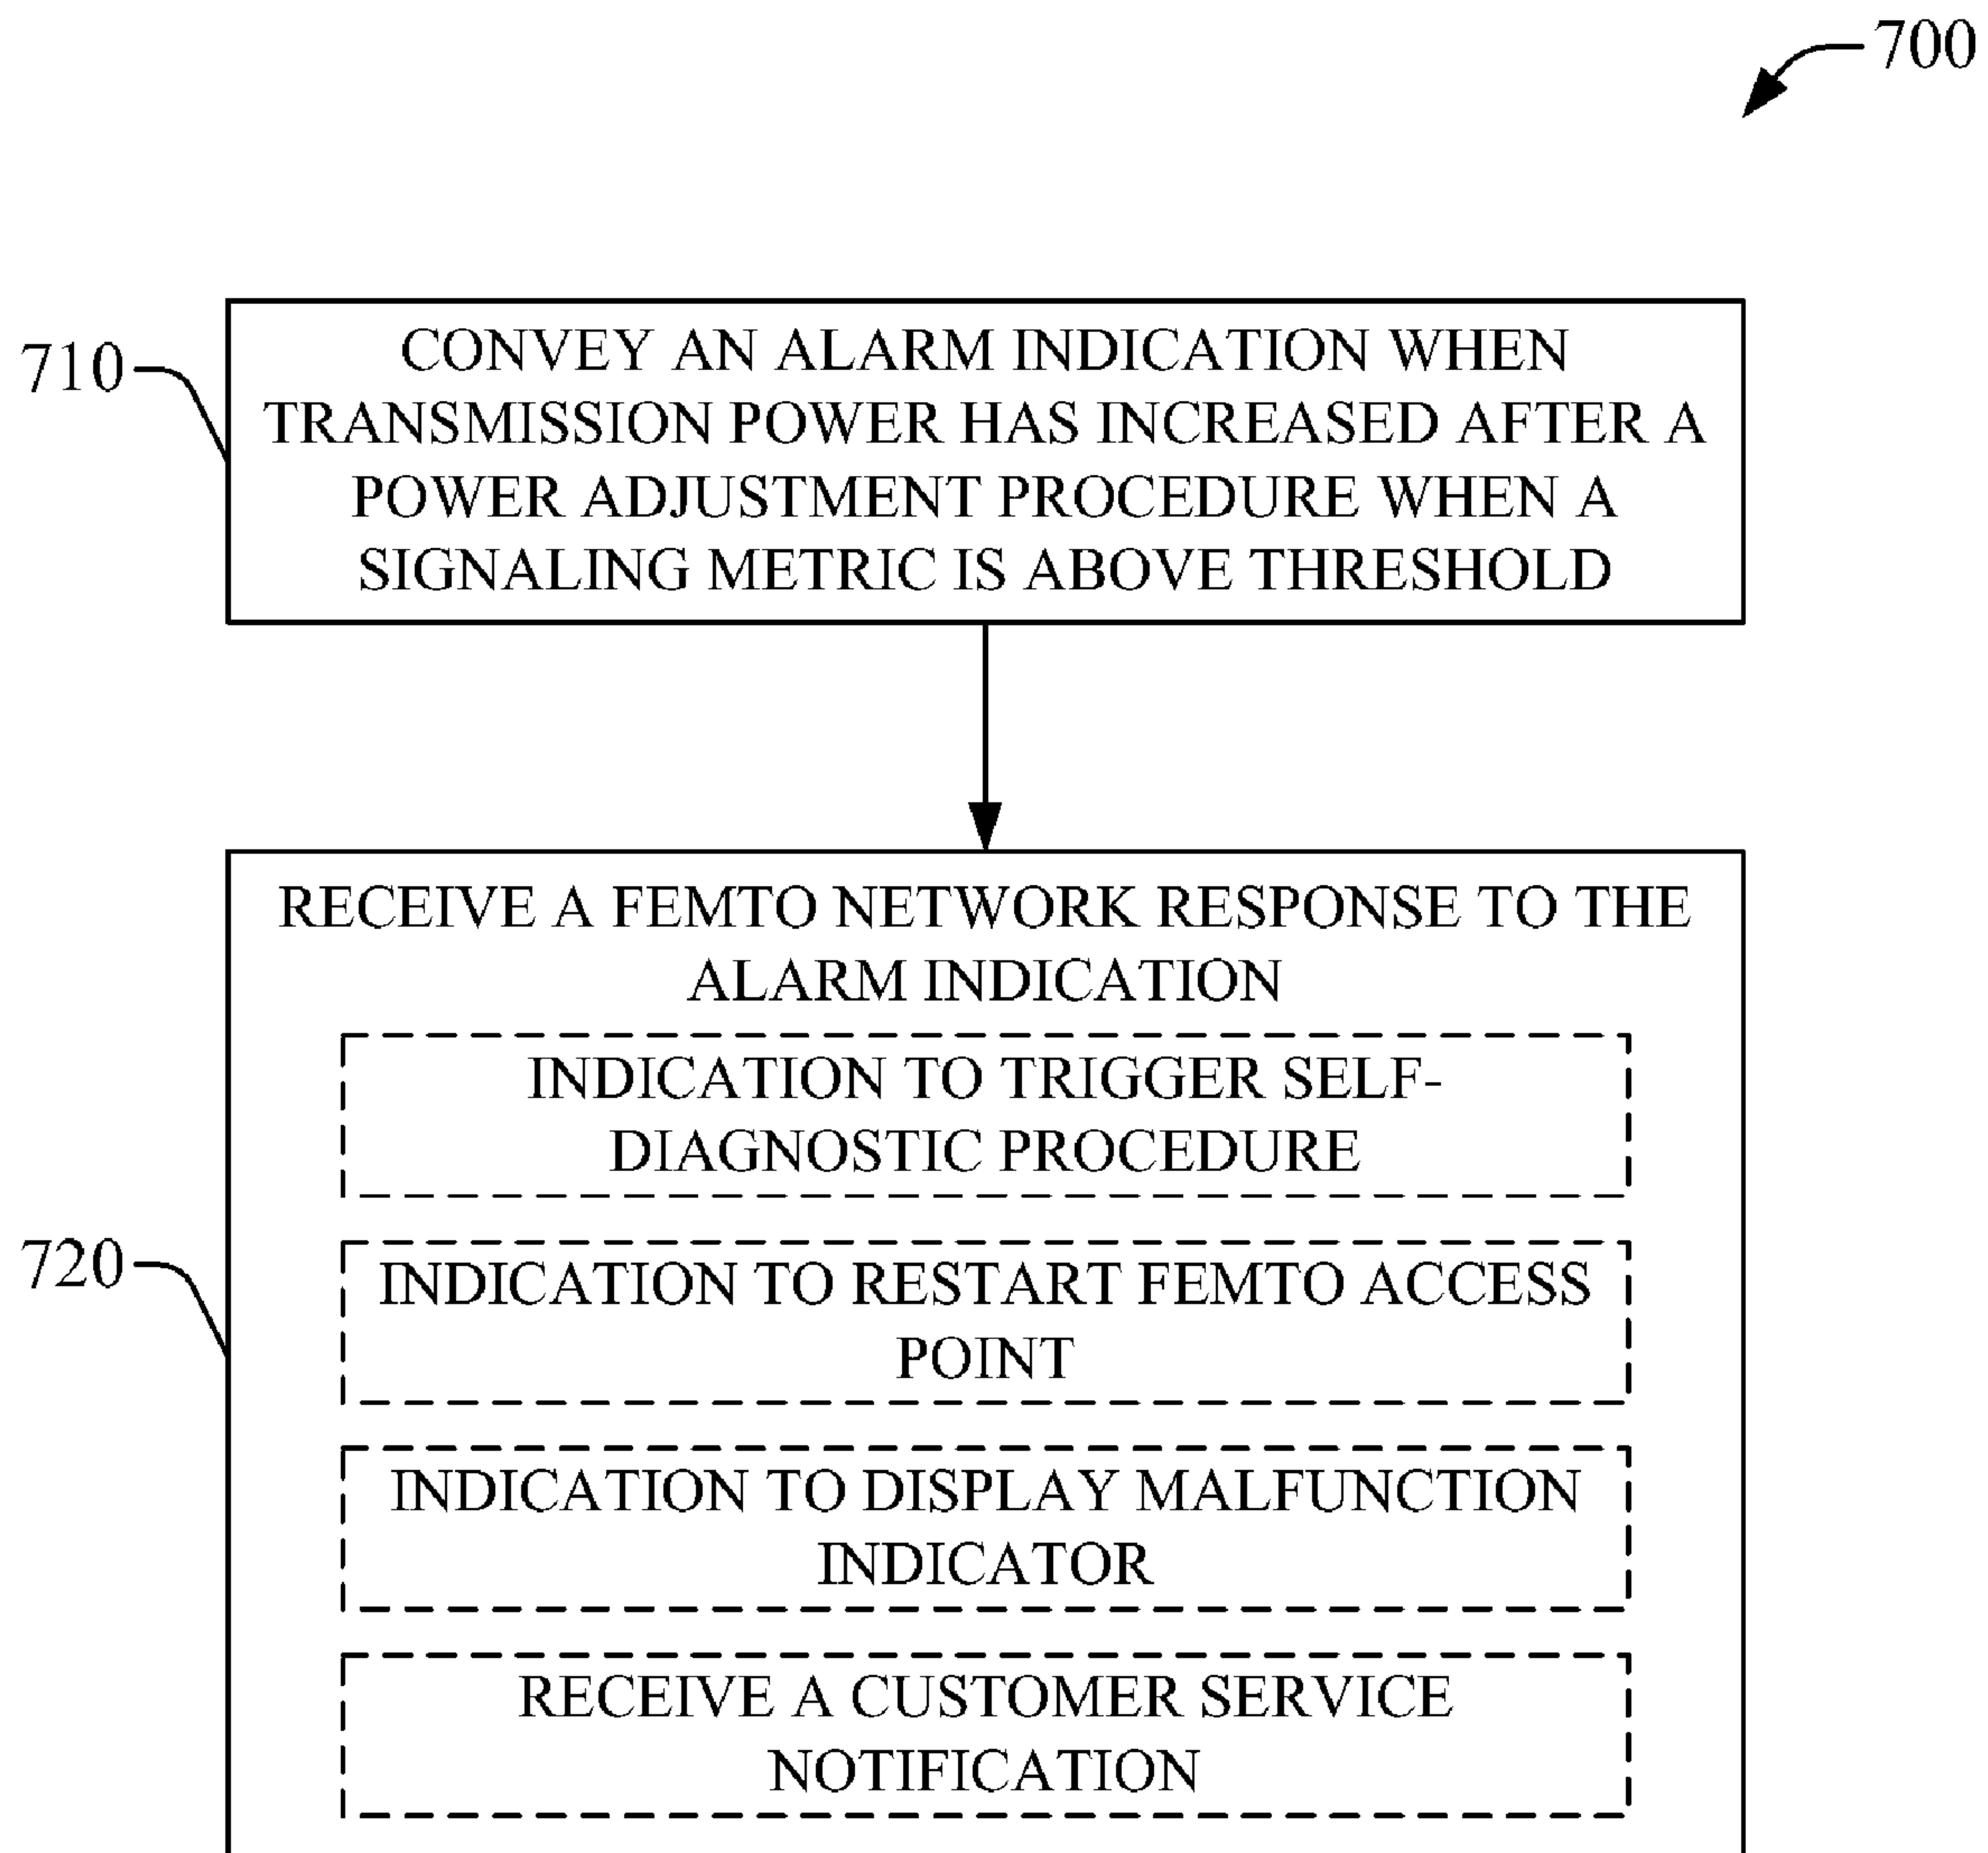 700
710
CONVEY AN ALARM INDICATION WHEN
TRANSMISSION POWER HAS INCREASED AFTER A
POWER ADJUSTMENT PROCEDURE WHEN A
SIGNALING METRIC IS ABOVE THRESHOLD
720
RECEIVE A FEMTO NETWORK RESPONSE TO THE
ALARM INDICATION
INDICATION TO TRIGGER SELF-
DIAGNOSTIC PROCEDURE
INDICATION TO RESTART FEMTO ACCESS
POINT
INDICATION TO DISPLAY MALFUNCTION
INDICATOR
RECEIVE A CUSTOMER SERVICE
NOTIFICATION